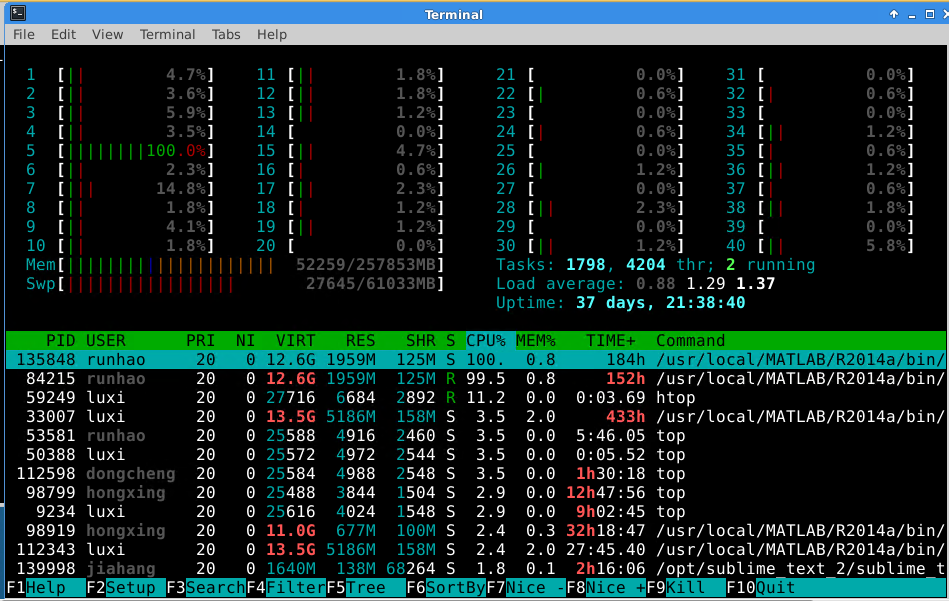 Terminal
File Edit View Terminal Tabs Help
1 [|| 4.7%] 11 [|| 1.8%] 21 [ 0.0%] 31 [ 0.0%]
2 [|| 3.6%] 12 [|| 1.8%] 22 [| 0.6%] 32 [| 0.6%]
3 [|| 5.9%] 13 [|| 1.2%] 23 [ 0.0%] 33 [ 0.0%]
4 [|| 3.5%] 14 [ 0.0%] 24 [| 0.6%] 34 [|| 1.2%]
5 [||||||||100.0%] 15 [|| 4.7%] 25 [ 0.0%] 35 [| 0.6%]
6 [|| 2.3%] 16 [| 0.6%] 26 [| 1.2%] 36 [|| 1.2%]
7 [||| 14.8%] 17 [|| 2.3%] 27 [ 0.0%] 37 [| 0.6%]
8 [|| 1.8%] 18 [| 1.2%] 28 [|| 2.3%] 38 [|| 1.8%]
9 [|| 4.1%] 19 [|| 1.2%] 29 [ 0.0%] 39 [ 0.0%]
10 [|| 1.8%] 20 [ 0.0%] 30 [|| 1.2%] 40 [|| 5.8%]
Mem[||||||||||||||||||||| 52259/257853MB] Tasks: 1798, 4204 thr; 2 running
Swp[||||||||||||||||| 27645/61033MB] Load average: 0.88 1.29 1.37
Uptime: 37 days, 21:38:40
PID USER PRI NI VIRT RES SHR S CPU% MEM% TIME+ Command
135848 runhao 20 0 12.6G 1959M 125M S 100. 0.8 184h /usr/local/MATLAB/R2014a/bin/
84215 runhao 20 0 12.6G 1959M 125M R 99.5 0.8 152h /usr/local/MATLAB/R2014a/bin/
59249 luxi 20 0 27716 6684 2892 R 11.2 0.0 0:03.69 htop
33007 luxi 20 0 13.5G 5186M 158M S 3.5 2.0 433h /usr/local/MATLAB/R2014a/bin/
53581 runhao 20 0 25588 4916 2460 S 3.5 0.0 5:46.05 top
50388 luxi 20 0 25572 4972 2544 S 3.5 0.0 0:05.52 top
112598 dongcheng 20 0 25584 4988 2548 S 3.5 0.0 1h30:18 top
98799 hongxing 20 0 25488 3844 1504 S 2.9 0.0 12h47:56 top
9234 luxi 20 0 25616 4024 1548 S 2.9 0.0 9h02:45 top
98919 hongxing 20 0 11.0G 677M 100M S 2.4 0.3 32h18:47 /usr/local/MATLAB/R2014a/bin/
112343 luxi 20 0 13.5G 5186M 158M S 2.4 2.0 27:45.40 /usr/local/MATLAB/R2014a/bin/
139998 jiahang 20 0 1640M 138M 68264 S 1.8 0.1 2h16:06 /opt/sublime_text_2/sublime_t
F1Help F2Setup F3SearchF4FilterF5Tree F6SortByF7Nice -F8Nice +F9Kill F10Quit